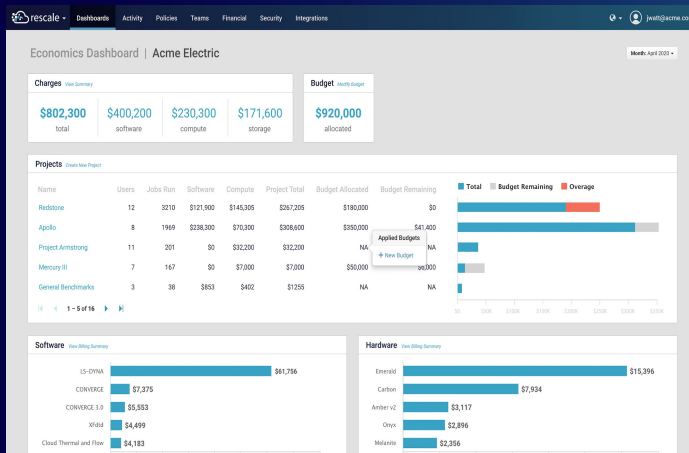 rescale Dashboards Activity Policies Teams Financial Security Integrations jwatt@acme.co
Economics Dashboard | Acme Electric
Month: April 2020
Charges View Summary
$802,300 $400,200 $230,300 $171,600
total software compute storage
Budget Modify Budget
$920,000
allocated
Projects Create New Project
Name Users Jobs Run Software Compute Project Total Budget Allocated Budget Remaining
Redstone 12 3210 $121,900 $145,305 $267,205 $180,000 $0
Apollo 8 1969 $238,300 $70,300 $308,600 $350,000 $41,400
Project Armstrong 11 201 $0 $32,200 $32,200 NA NA
Mercury III 7 167 $0 $7,000 $7,000 $50,000 $6,000
General Benchmarks 3 38 $853 $402 $1255 NA NA
Applied Budgets
+ New Budget
1 – 5 of 16
Total Budget Remaining Overage
$0 $50K $100K $150K $200K $250K $300K $350K
Software View Billing Summary
LS-DYNA $61,756
CONVERGE $7,375
CONVERGE 3.0 $5,553
XFdtd $4,499
Cloud Thermal and Flow $4,183
Hardware View Billing Summary
Emerald $15,396
Carbon $7,934
Amber v2 $3,117
Onyx $2,896
Melanite $2,356